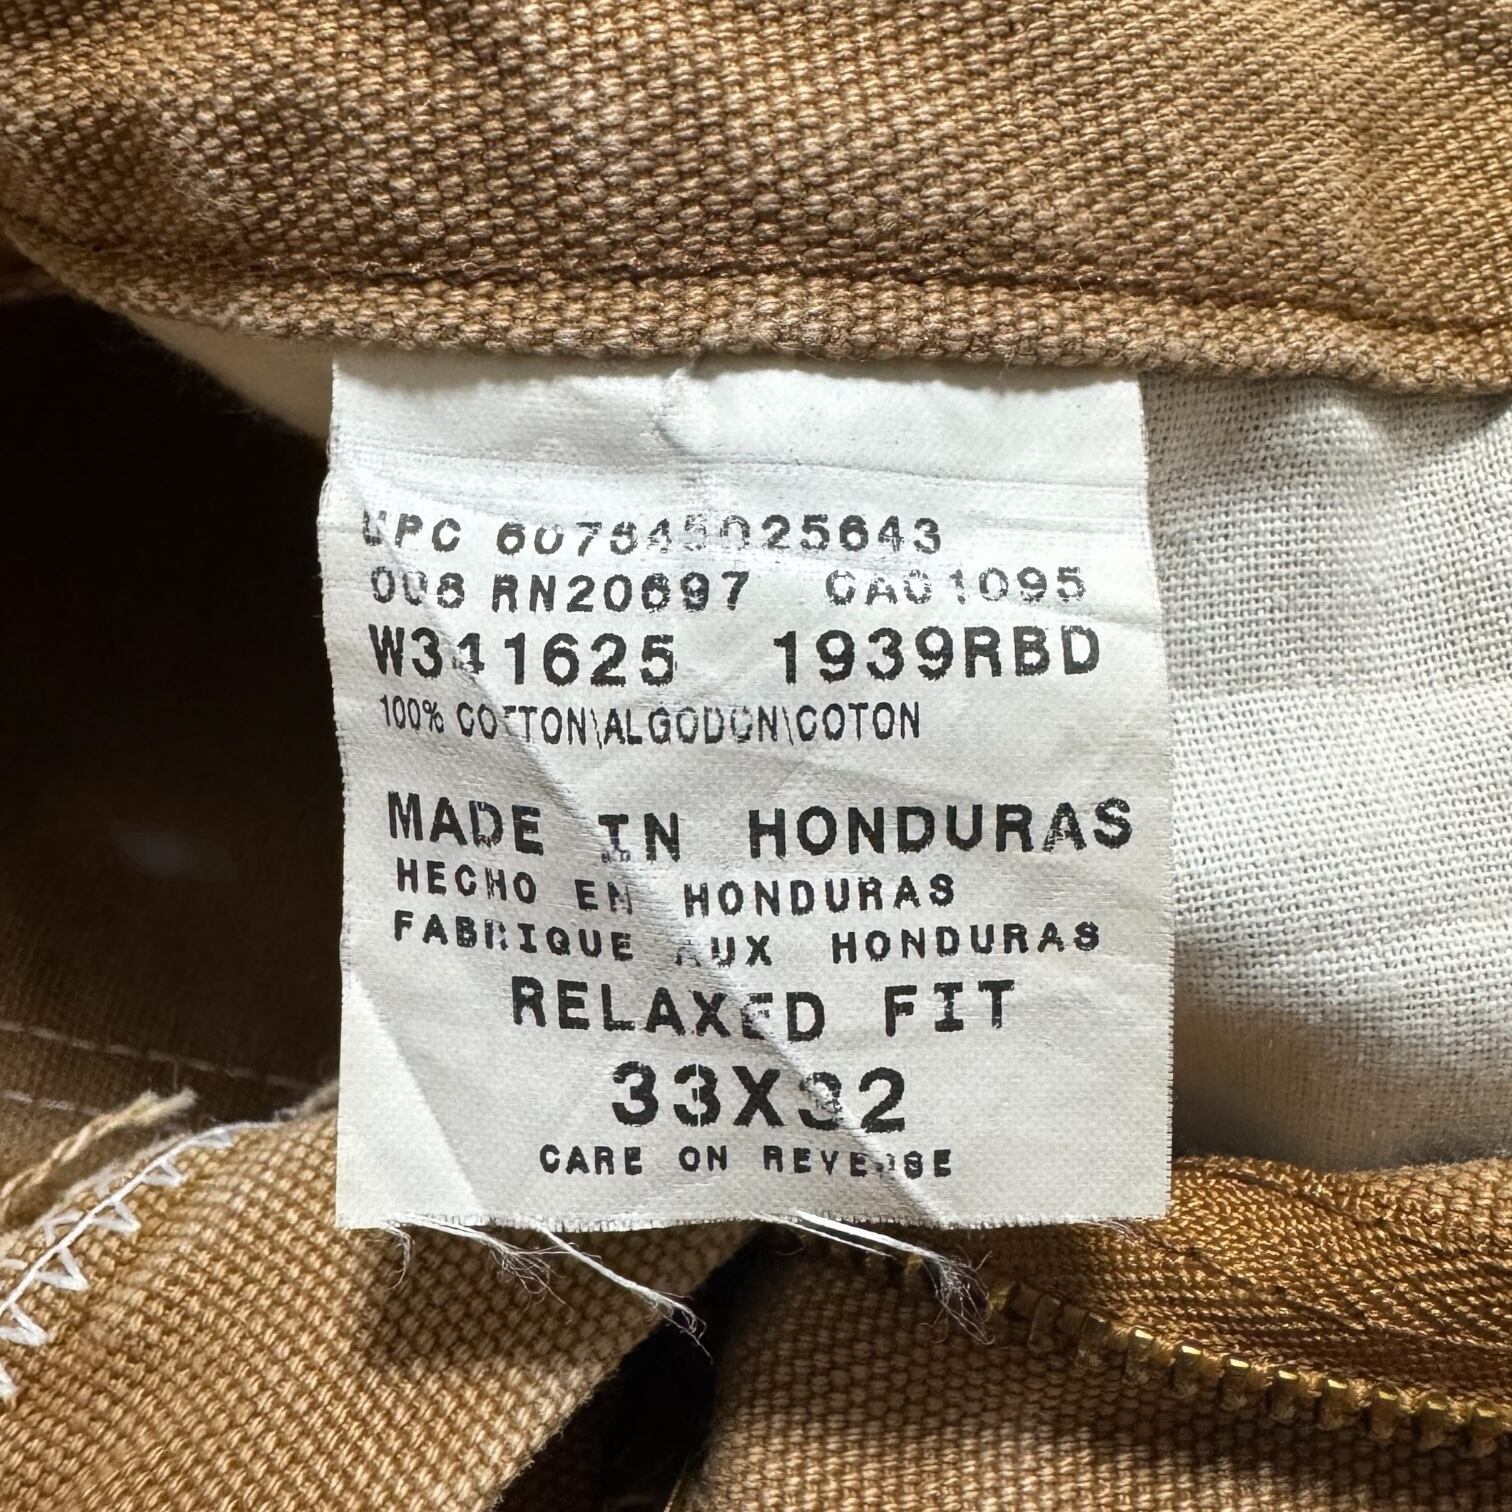 UPC 607645025643
006 RN20697 CA01095
W341625 1939RBD
100% COTTON\ALGODON\COTON
MADE IN HONDURAS
HECHO EN HONDURAS
FABRIQUE AUX HONDURAS
RELAXED FIT
33X32
CARE ON REVERSE